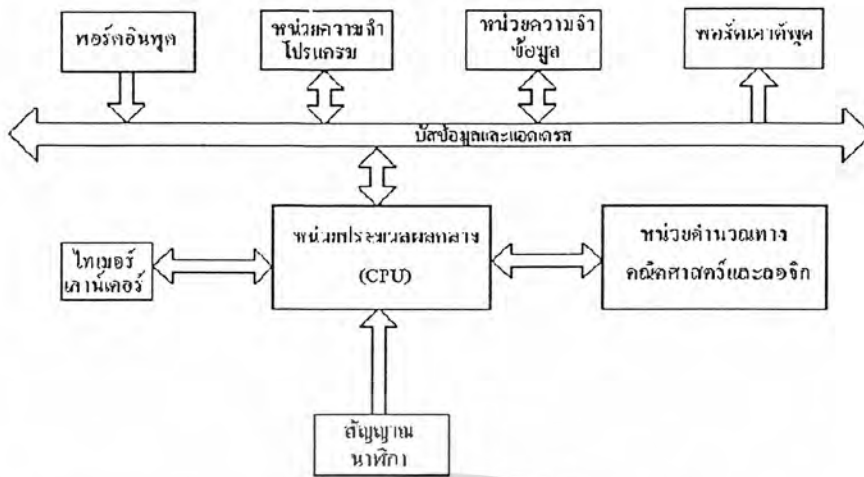 พอร์ตอินพุต
หน่วยความจำ
โปรแกรม
หน่วยความจำ
ข้อมูล
พอร์ตเอาต์พุต
บัสข้อมูลและแอดเดรส
หน่วยประมวลผลกลาง
(CPU)
ไทเมอร์
เคาน์เตอร์
หน่วยคำนวณทาง
คณิตศาสตร์และลอจิก
สัญญาณ
นาฬิกา